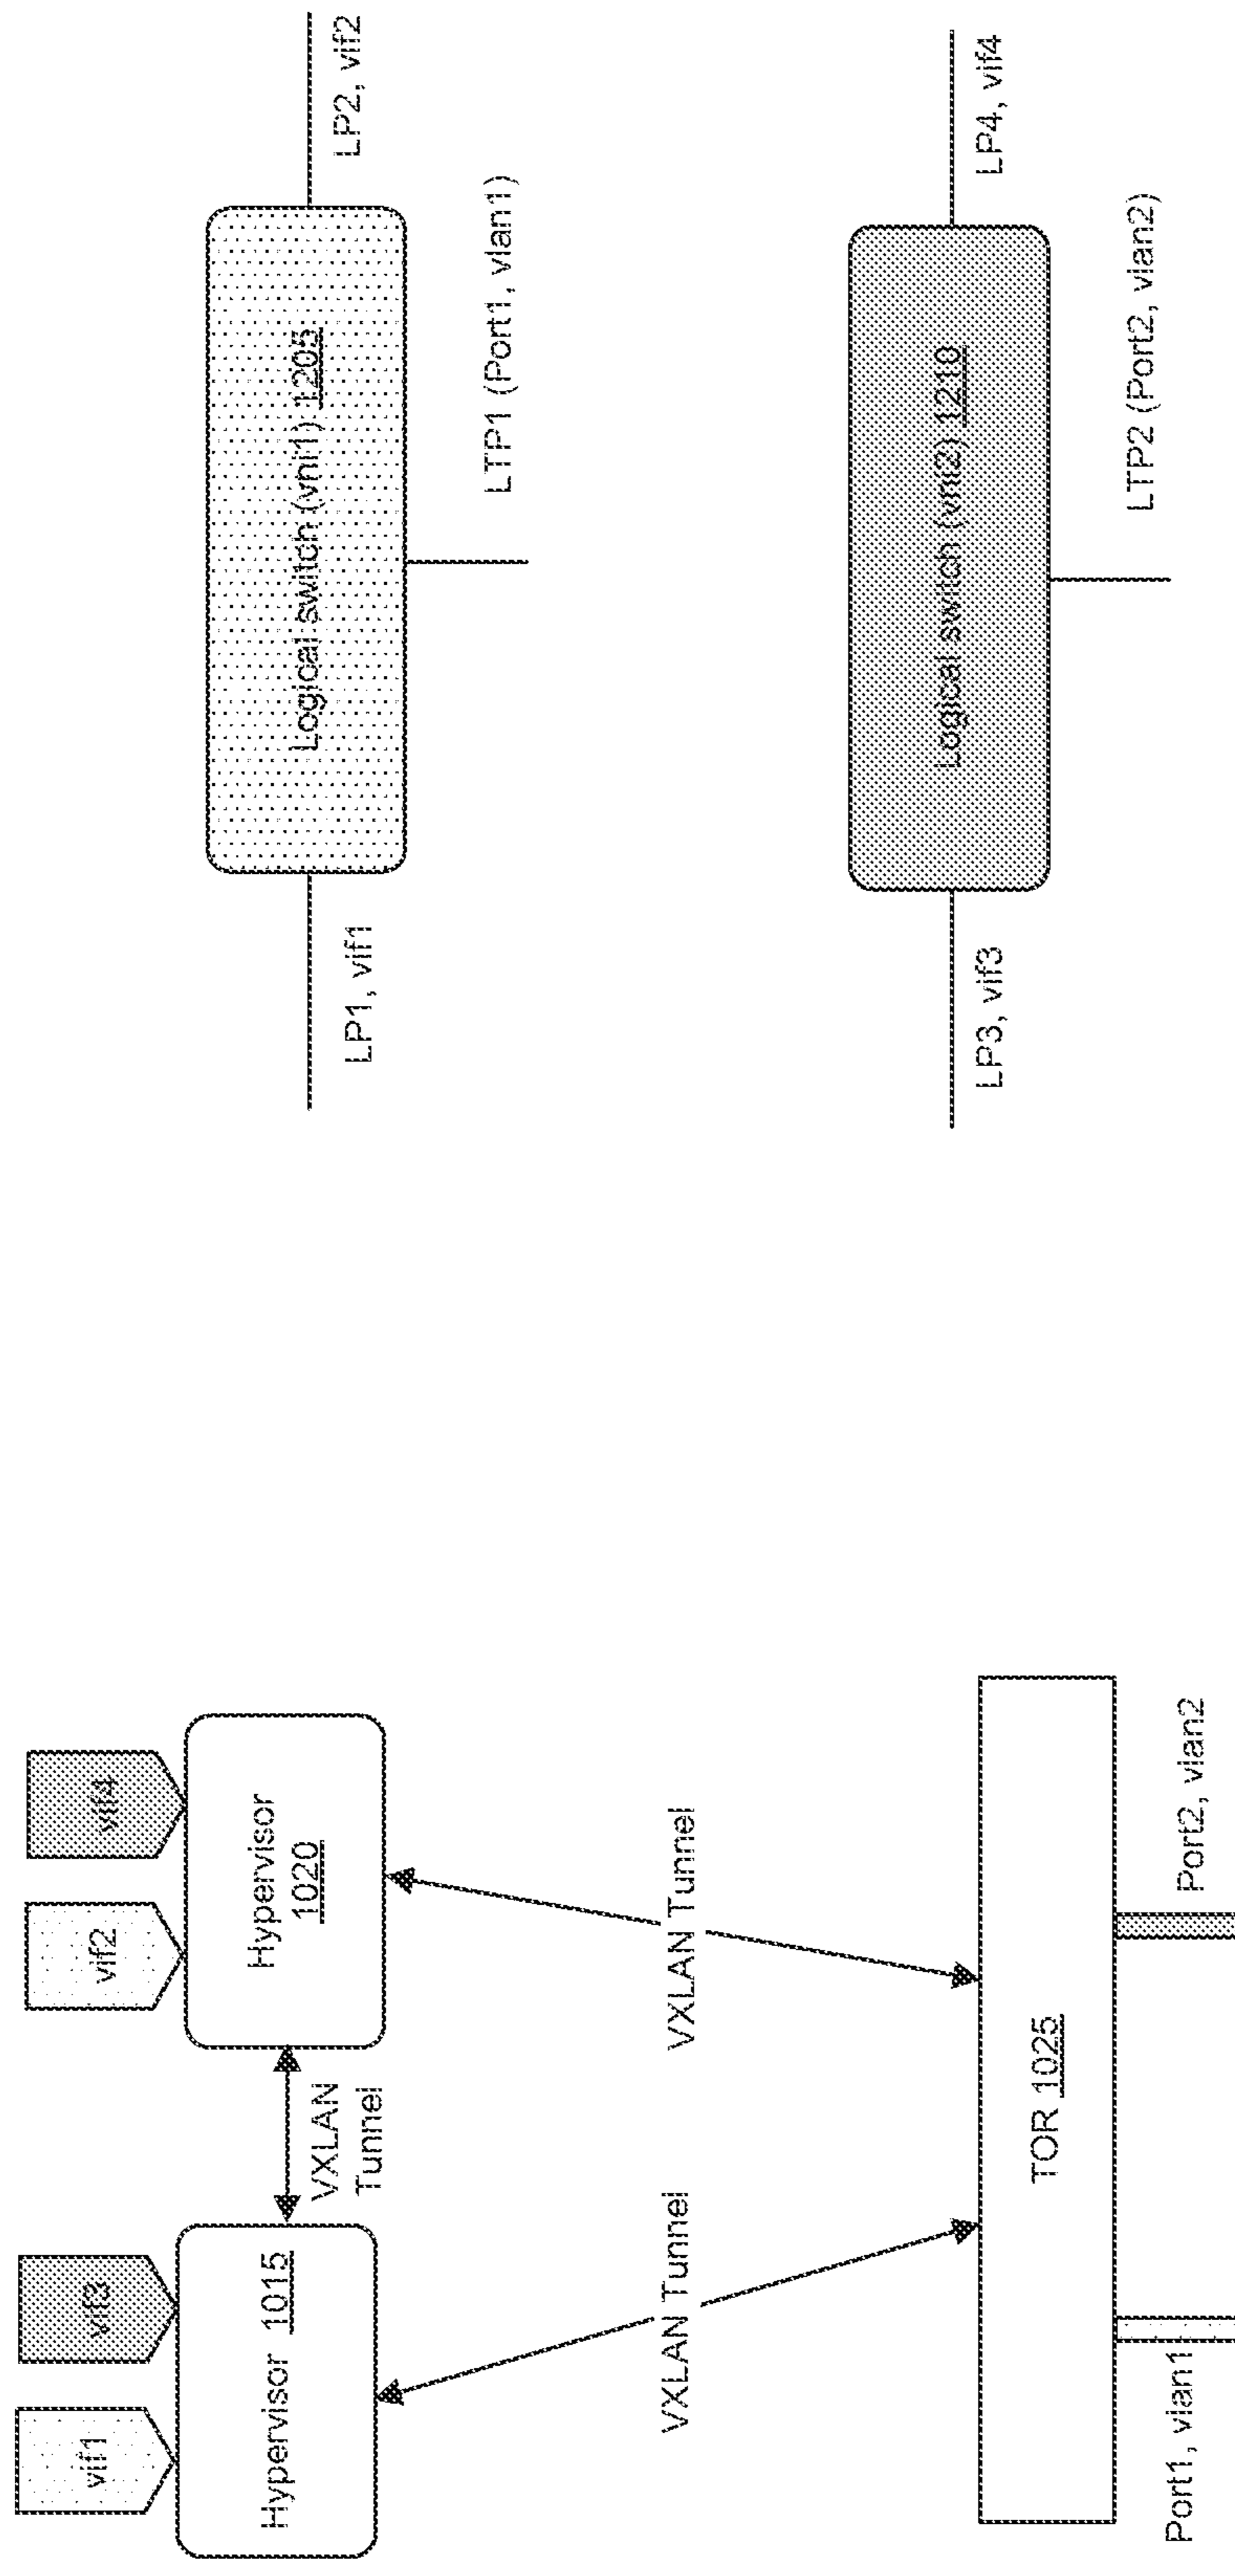 vif1
vif3
vif2
vif4
Hypervisor 1015
Hypervisor
1020
VXLAN
Tunnel
VXLAN Tunnel
VXLAN Tunnel
TOR 1025
Port1, vlan1
Port2, vlan2
Logical switch (vni1) 1205
LP1, vif1
LP2, vif2
LTP1 (Port1, vlan1)
Logical switch (vni2) 1210
LP3, vif3
LP4, vif4
LTP2 (Port2, vlan2)